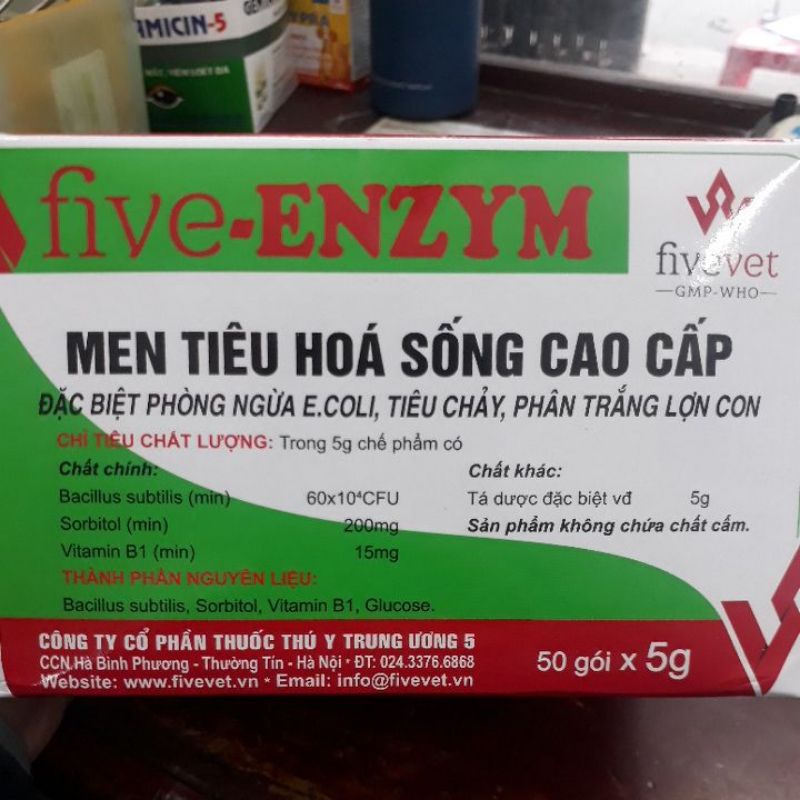 AMICIN-5
five-ENZYM
fivevet
GMP-WHO
MEN TIÊU HOÁ SỐNG CAO CẤP
ĐẶC BIỆT PHÒNG NGỪA E.COLI, TIÊU CHẢY, PHÂN TRẮNG LỢN CON
CHỈ TIÊU CHẤT LƯỢNG: Trong 5g chế phẩm có
Chất chính:
Bacillus subtilis (min) 60x10⁴CFU
Sorbitol (min) 200mg
Vitamin B1 (min) 15mg
Chất khác:
Tá dược đặc biệt vđ 5g
Sản phẩm không chứa chất cấm.
THÀNH PHẦN NGUYÊN LIỆU:
Bacillus subtilis, Sorbitol, Vitamin B1, Glucose.
CÔNG TY CỔ PHẦN THUỐC THÚ Y TRUNG ƯƠNG 5
CCN.Hà Bình Phương - Thường Tín - Hà Nội * ĐT: 024.3376.6868
Website: www.fivevet.vn * Email: info@fivevet.vn
50 gói x 5g